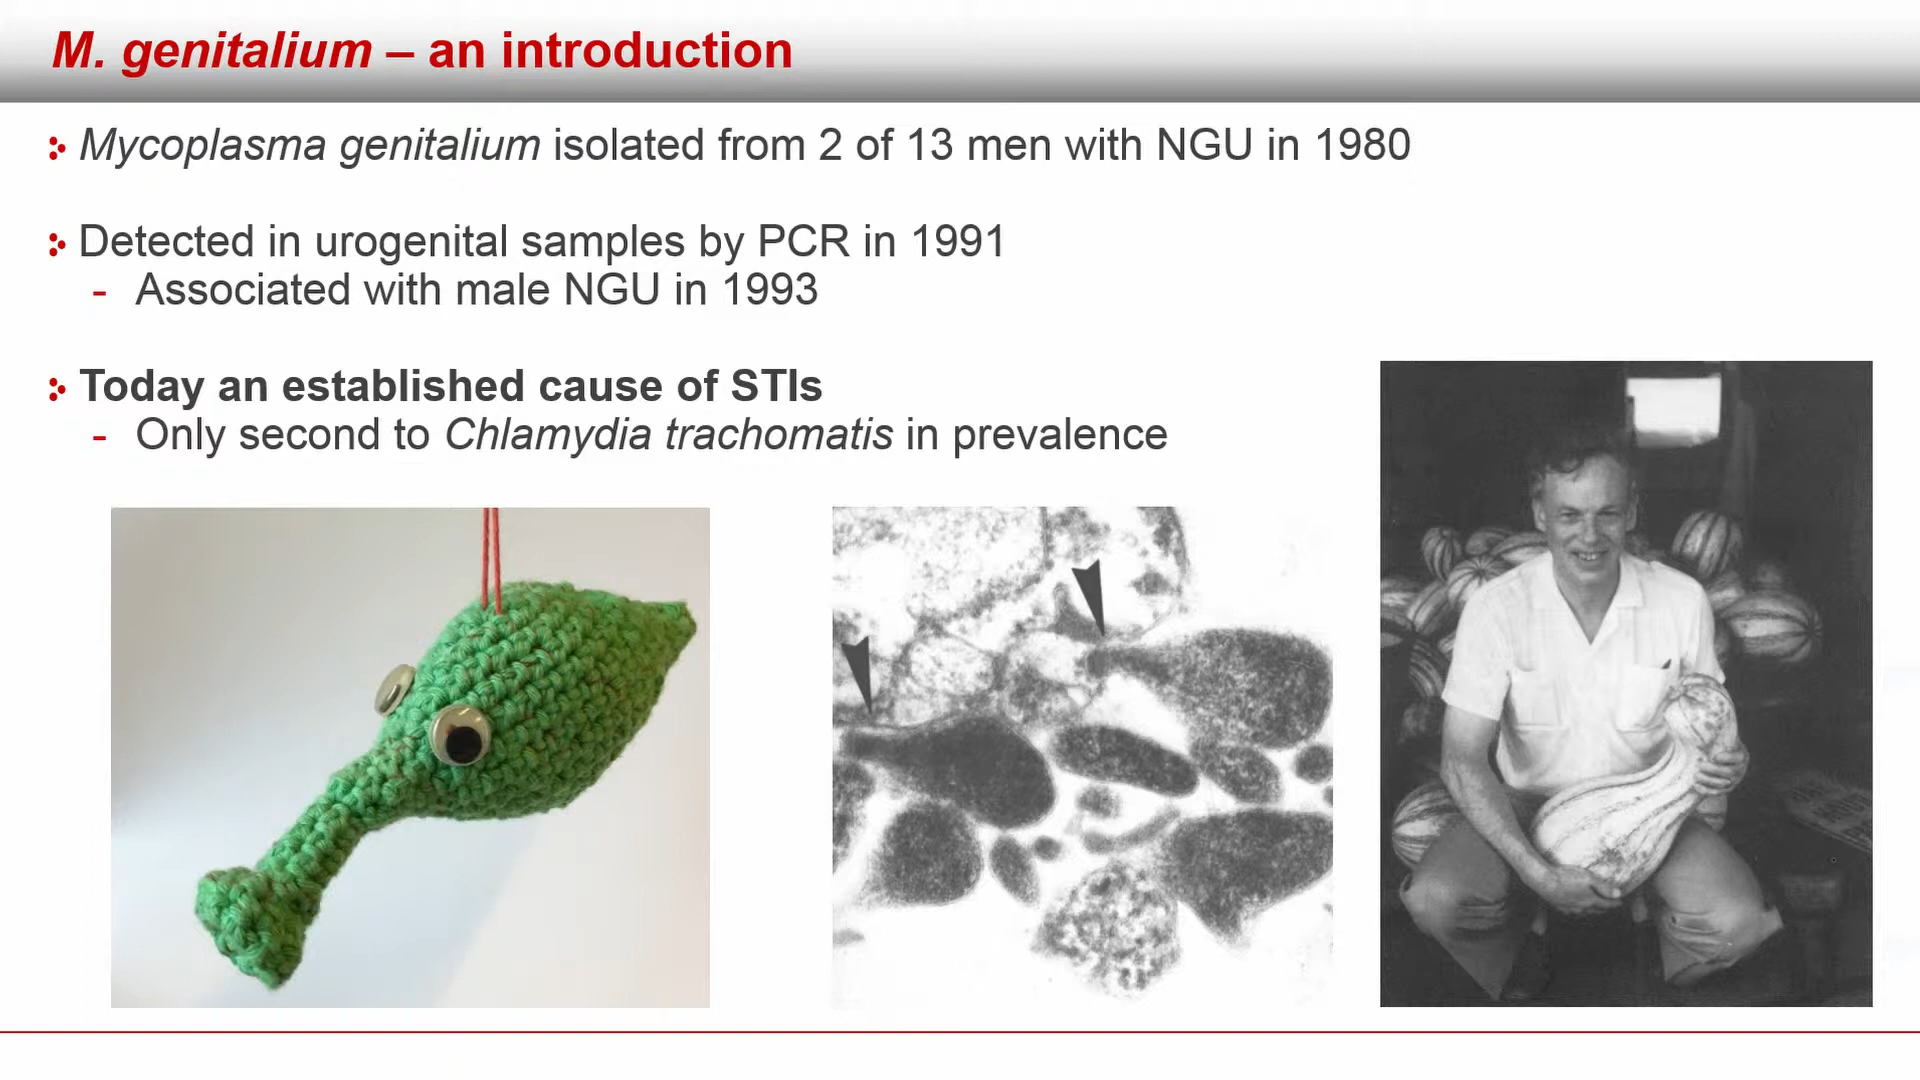 M. genitalium – an introduction
Mycoplasma genitalium isolated from 2 of 13 men with NGU in 1980
Detected in urogenital samples by PCR in 1991
- Associated with male NGU in 1993
Today an established cause of STIs
- Only second to Chlamydia trachomatis in prevalence